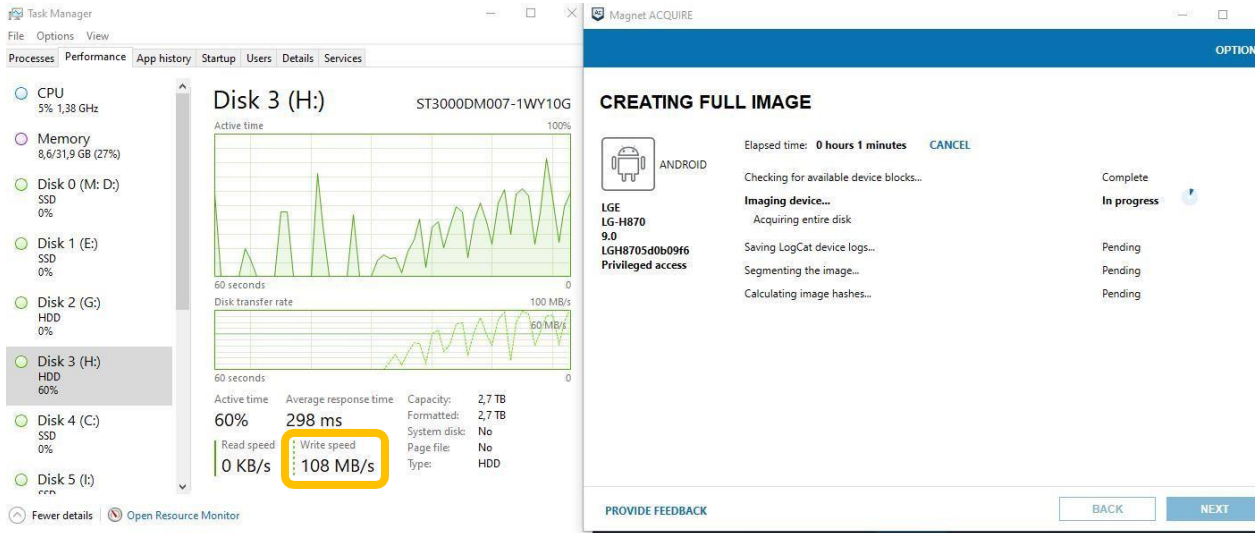 Task Manager
File Options View
Processes Performance App history Startup Users Details Services
CPU
5% 1,38 GHz
Memory
8,6/31,9 GB (27%)
Disk 0 (M: D:)
SSD
0%
Disk 1 (E:)
SSD
0%
Disk 2 (G:)
HDD
0%
Disk 3 (H:)
HDD
60%
Disk 4 (C:)
SSD
0%
Disk 5 (I:)
SSD
Disk 3 (H:) ST3000DM007-1WY10G
Active time 100%
60 seconds 0
Disk transfer rate 100 MB/s
60 MB/s
60 seconds 0
Active time Average response time
60% 298 ms
Read speed Write speed
0 KB/s 108 MB/s
Capacity: 2,7 TB
Formatted: 2,7 TB
System disk: No
Page file: No
Type: HDD
Fewer details Open Resource Monitor
AC Magnet ACQUIRE
OPTION
CREATING FULL IMAGE
ANDROID
LGE
LG-H870
9.0
LGH8705d0b09f6
Privileged access
Elapsed time: 0 hours 1 minutes CANCEL
Checking for available device blocks... Complete
Imaging device... In progress
Acquiring entire disk
Saving LogCat device logs... Pending
Segmenting the image... Pending
Calculating image hashes... Pending
PROVIDE FEEDBACK BACK NEXT